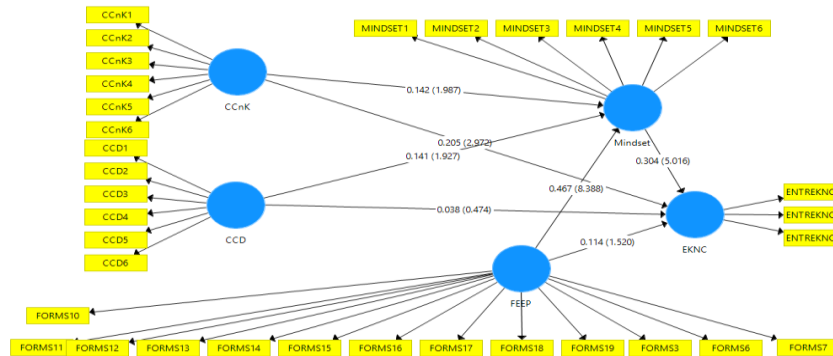 CCnK1
CCnK2
CCnK3
CCnK4
CCnK5
CCnK6
CCnK
MINDSET1 MINDSET2 MINDSET3 MINDSET4 MINDSET5 MINDSET6
Mindset
0.142 (1.987)
0.205 (2.972)
0.141 (1.927)
0.304 (5.016)
0.467 (8.388)
0.038 (0.474)
0.114 (1.520)
CCD1
CCD2
CCD3
CCD4
CCD5
CCD6
CCD
EKNC
ENTREKNC
ENTREKNC
ENTREKNC
FEEP
FORMS10
FORMS11 FORMS12 FORMS13 FORMS14 FORMS15 FORMS16 FORMS17 FORMS18 FORMS19 FORMS3 FORMS6 FORMS7